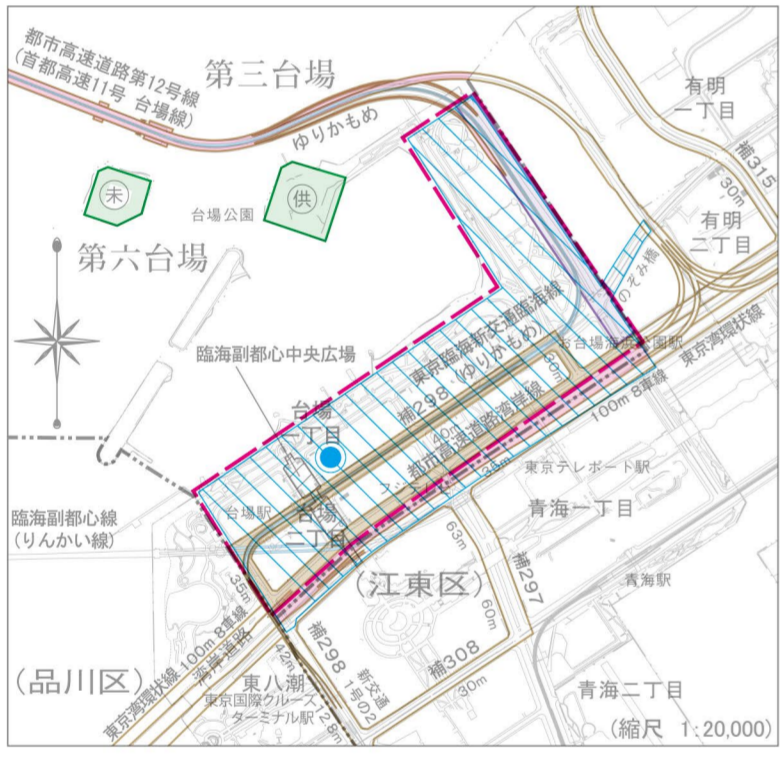 都市高速道路第12号線
(首都高速11号 台場線)
第三台場
ゆりかもめ
有明
一丁目
補315
30m
未
供
台場公園
有明
二丁目
第六台場
のぞみ橋
臨海副都心中央広場
東京臨海新交通臨海線
(ゆりかもめ)
補298
30m
お台場海浜公園駅
東京湾環状線
100m 8車線
台場
一丁目
40m
都市高速道路湾岸線
東京テレポート駅
臨海副都心線
(りんかい線)
台場駅
台場
二丁目
青海一丁目
63m
補297
青海駅
35m
(江東区)
60m
(品川区)
東京湾環状線 100m 8車線
湾岸道路
42m
補298
新交通
1号の2
補308
30m
東八潮
東京国際クルーズ
ターミナル駅
12.8m
青海二丁目
(縮尺 1:20,000)